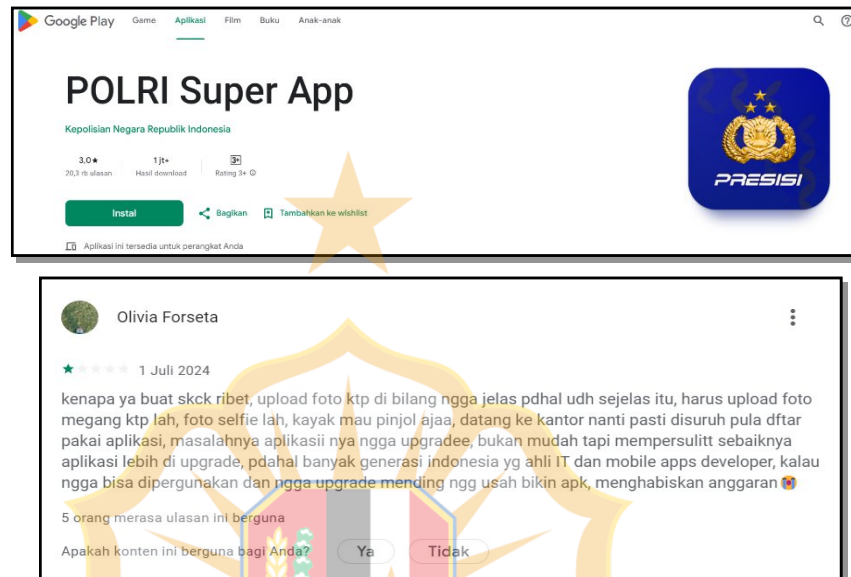 Google Play Game Aplikasi Film Buku Anak-anak
POLRI Super App
Kepolisian Negara Republik Indonesia
3,0★ 1 jt+ 3+
20,3 rb ulasan Hasil download Rating 3+
PRESISI
Instal Bagikan Tambahkan ke wishlist
Aplikasi ini tersedia untuk perangkat Anda
Olivia Forseta
1 Juli 2024
kenapa ya buat skck ribet, upload foto ktp di bilang ngga jelas pdhal udh sejelas itu, harus upload foto
megang ktp lah, foto selfie lah, kayak mau pinjol ajaa, datang ke kantor nanti pasti disuruh pula dftar
pakai aplikasi, masalahnya aplikasii nya ngga upgradee, bukan mudah tapi mempersulitt sebaiknya
aplikasi lebih di upgrade, pdahal banyak generasi indonesia yg ahli IT dan mobile apps developer, kalau
ngga bisa dipergunakan dan ngga upgrade mending ngg usah bikin apk, menghabiskan anggaran 😭
5 orang merasa ulasan ini berguna
Apakah konten ini berguna bagi Anda? Ya Tidak